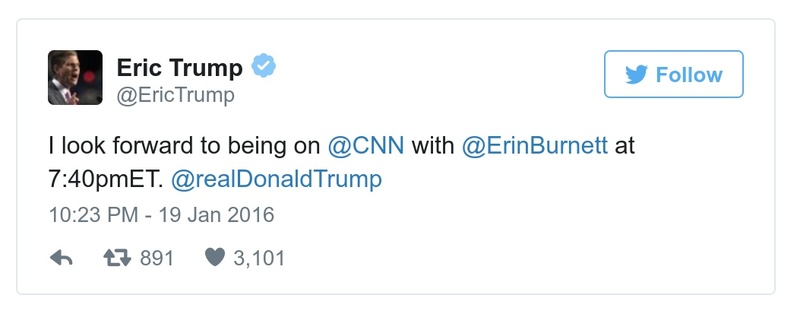 Eric Trump
@EricTrump
Follow
I look forward to being on @CNN with @ErinBurnett at
7:40pmET. @realDonaldTrump
10:23 PM - 19 Jan 2016
891 3,101